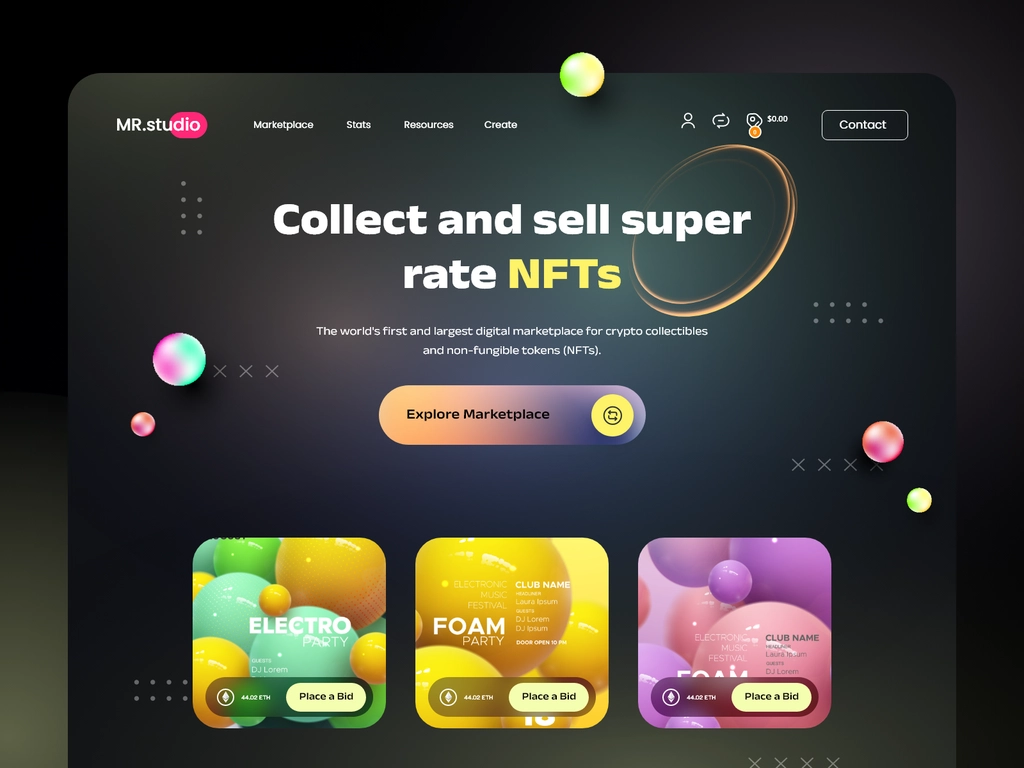 MR.studio
Marketplace
Stats
Resources
Create
$0.00
Contact
Collect and sell super
rate NFTs
The world's first and largest digital marketplace for crypto collectibles
and non-fungible tokens (NFTs).
Explore Marketplace
ELECTRO
PARTY
GUESTS
DJ Lorem
44.02 ETH
Place a Bid
ELECTRONIC
MUSIC
FESTIVAL
FOAM
PARTY
CLUB NAME
HEADLINER
Laura Ipsum
GUESTS
DJ Lorem
DJ Ipsum
DOOR OPEN 10 PM
44.02 ETH
Place a Bid
ELECTRONIC
MUSIC
FESTIVAL
FOAM
CLUB NAME
HEADLINER
Laura Ipsum
GUESTS
DJ Lorem
44.02 ETH
Place a Bid